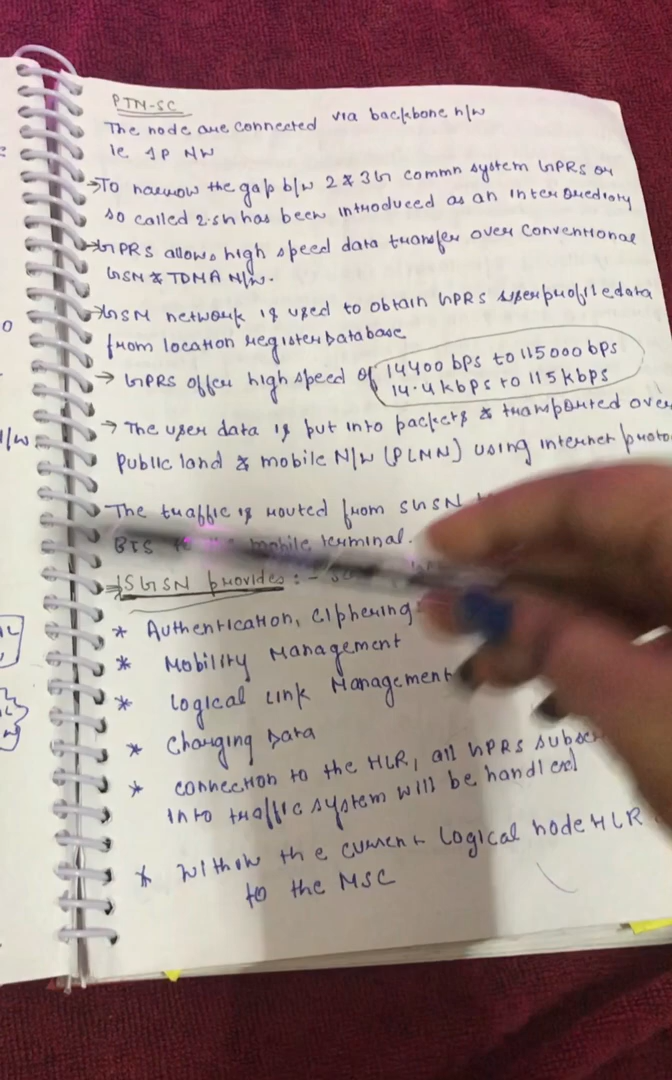 PTM-SC
The node are connected via backbone n/w
ie IP NW
→To narrow the gap b/w 2 & 3G commn system GPRS or
so called 2.5G has been introduced as an intermediary
→GPRS allows high speed data transfer over conventional
GSM & TDMA N/W.
→GSM network is used to obtain GPRS userprofile data
from location register Database
→ GPRS offer high speed of 14400 bps to 115000 bps
14.4 kbps to 115 kbps
→ The user data is put into packets & transported over
Public land & mobile N/W (PLMN) using internet proto
The traffic is routed from SGSN
BTS mobile terminal.
⇒SGSN provides :-
* Authentication, ciphering
* Mobility Management
* Logical Link Management
* Charging Data
* connection to the HLR, all GPRS subsc
into traffic system will be handled
* within the current Logical node HLR
to the MSC